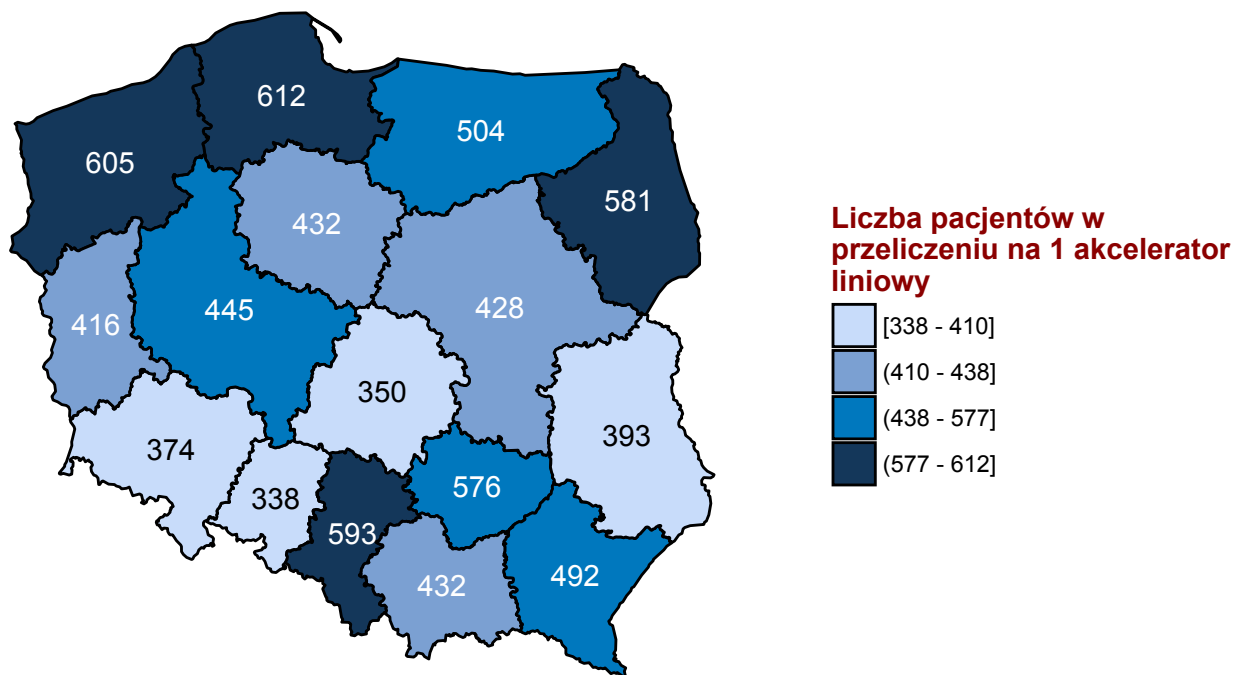 612
504
605
581
432
428
445
416
350
393
374
576
338
593
492
432
Liczba pacjentów w
przeliczeniu na 1 akcelerator
liniowy
[338 - 410]
(410 - 438]
(438 - 577]
(577 - 612]